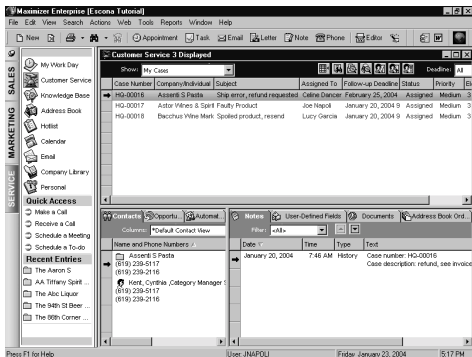 Maximizer Enterprise [Escona Tutorial]
File Edit View Search Actions Web Tools Reports Window Help
New Appointment Task Email Letter Note Phone Editor
Customer Service 3 Displayed
Show: My Cases Deadline: All
Case Number Company/Individual Subject Assigned To Follow-up Deadline Status Priority
HQ-00016 Assenti S Pasta Ship error, refund requested Celine Dancer February 25, 2004 Assigned Medium 3
HQ-00017 Astor Wines & Spirit Faulty Product Joe Napoli January 20, 2004 9 Assigned Medium 3
HQ-00018 Bacchus Wine Mark Spoiled product, resend Lucy Garcia January 20, 2004 9 Assigned Medium 3
SALES
MARKETING
SERVICE
My Work Day
Customer Service
Knowledge Base
Address Book
Hotlist
Calendar
Email
Company Library
Personal
Quick Access
Make a Call
Receive a Call
Schedule a Meeting
Schedule a To-do
Recent Entries
The Aaron S
AA Tiffany Spirit ...
The Abc Liquor
The 94th St Beer ...
The 86th Corner ...
Contacts Opportu... Automat...
Columns: *Default Contact View
Name and Phone Numbers
Assenti S Pasta
(619) 239-5117
(619) 239-2116
Kent, Cynthia ,Category Manager S
(619) 239-5117
(619) 239-2116
Notes User-Defined Fields Documents Address Book Ord...
Filter: <All>
Date Time Type Text
January 20, 2004 7:46 AM History Case number: HQ-00016
Case description: refund, see invoice
Press F1 for Help User: JNAPOLI Friday January 23, 2004 5:17 PM